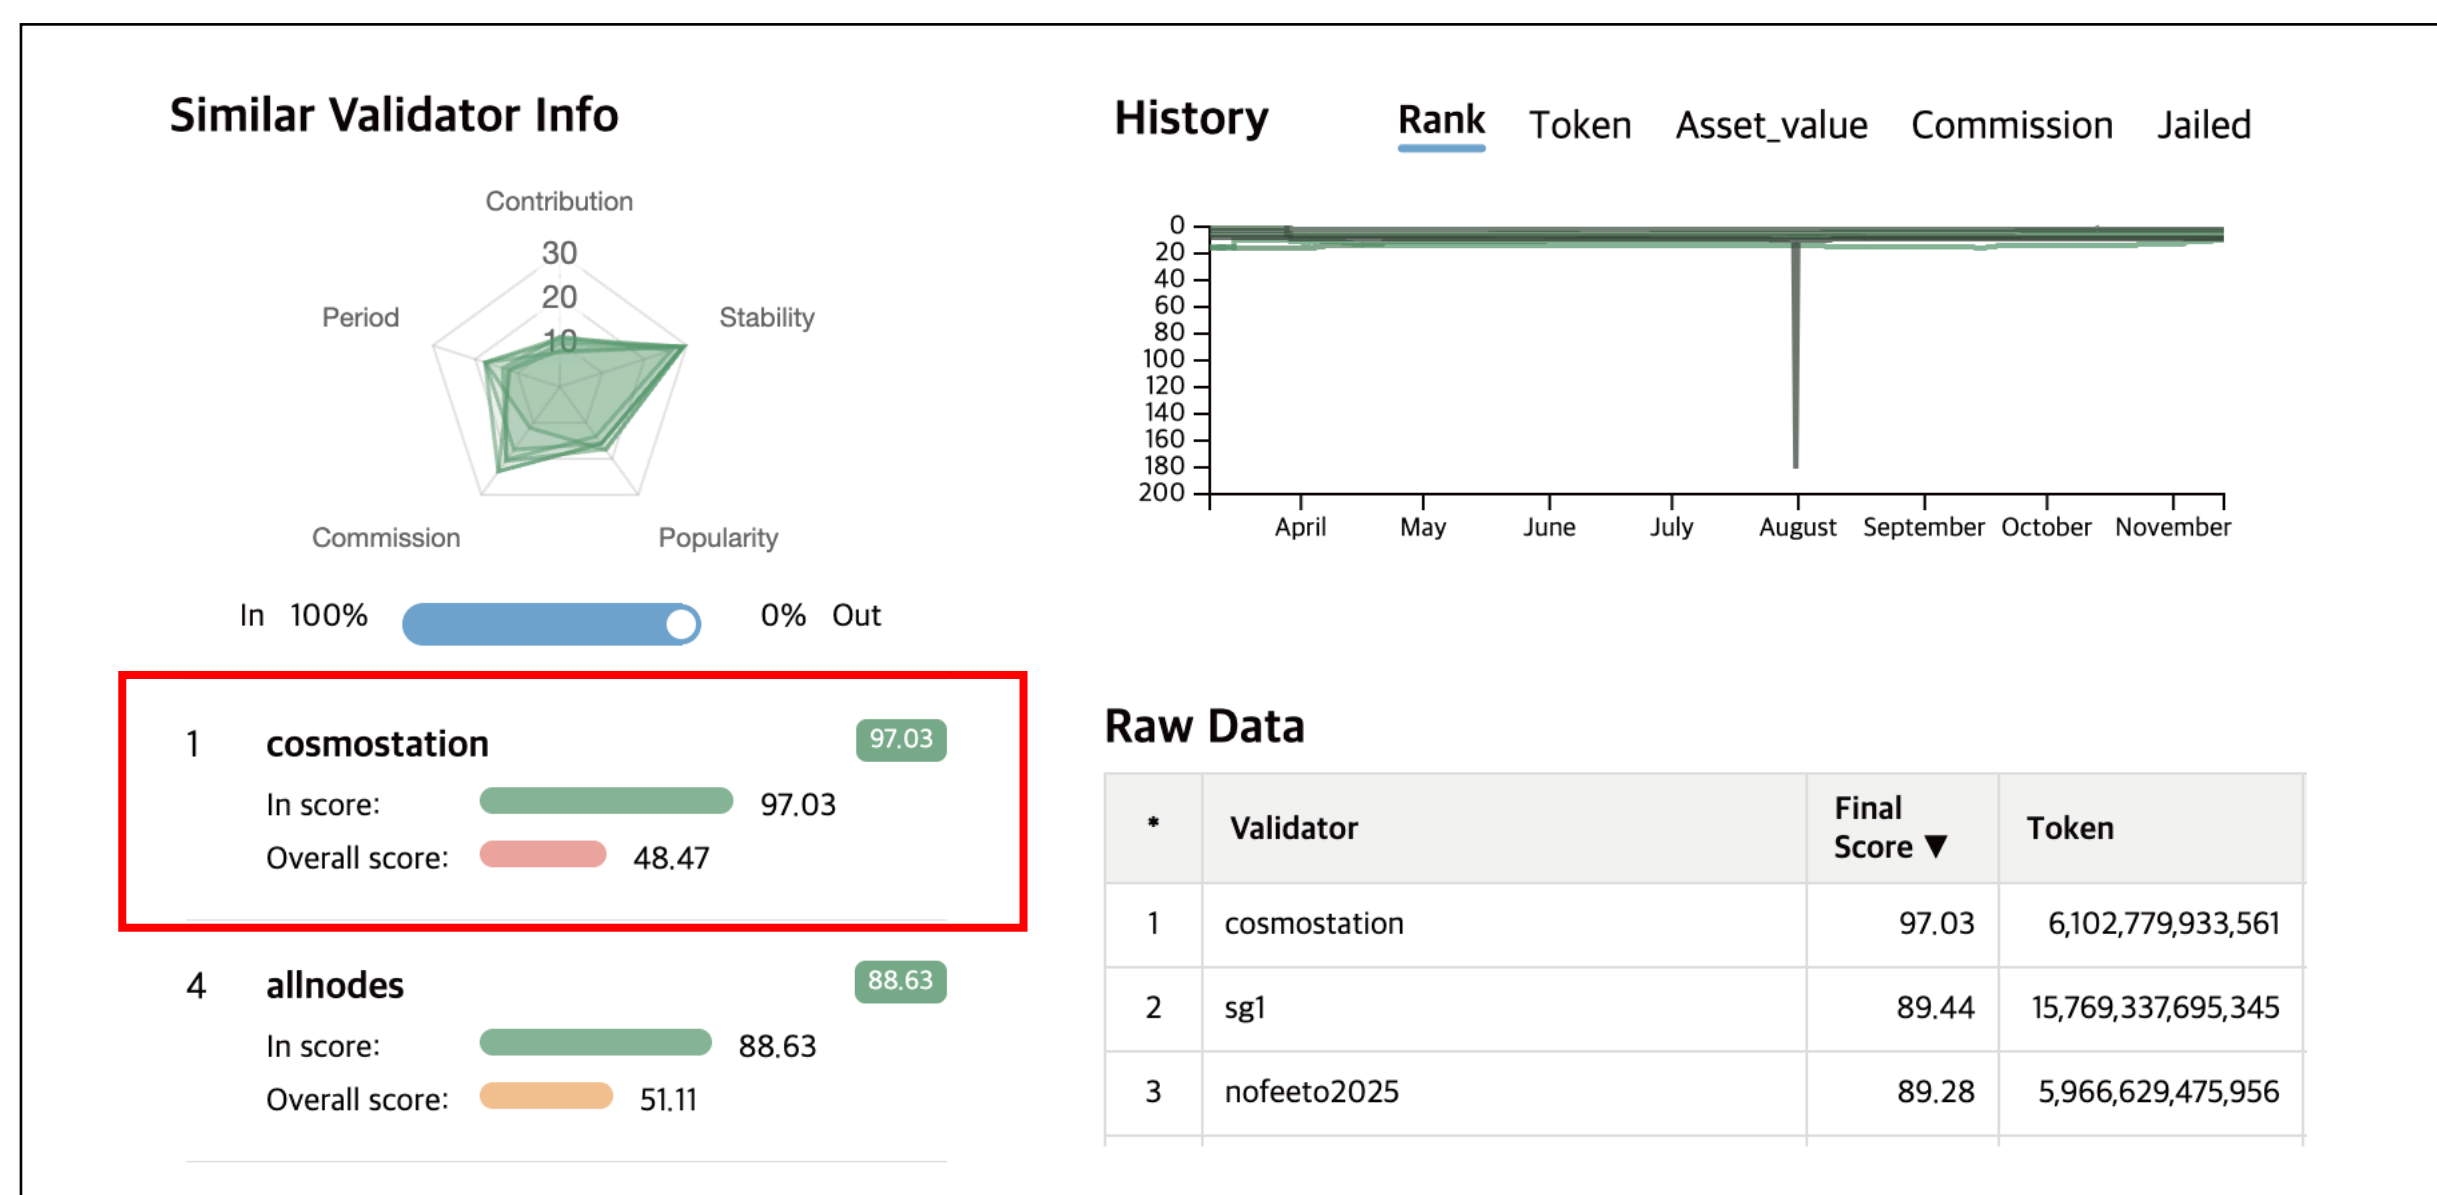 Similar Validator Info
Contribution
30
20
10
Period
Stability
Commission
Popularity
In 100% 0% Out
1 cosmostation 97.03
In score: 97.03
Overall score: 48.47
4 allnodes 88.63
In score: 88.63
Overall score: 51.11
History Rank Token Asset_value Commission Jailed
0
20
40
60
80
100
120
140
160
180
200
April May June July August September October November
Raw Data
* Validator Final Score ▼ Token
1 cosmostation 97.03 6,102,779,933,561
2 sg1 89.44 15,769,337,695,345
3 nofeeto2025 89.28 5,966,629,475,956